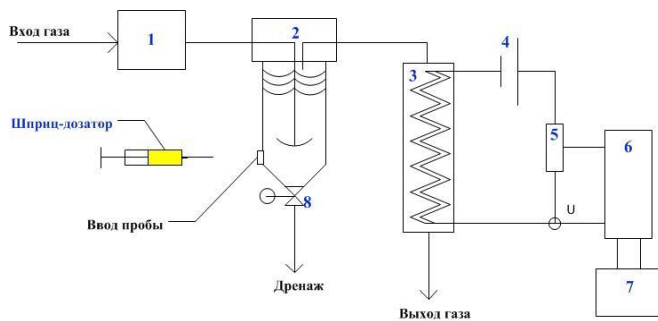 Вход газа
1
2
3
4
5
6
Шприц-дозатор
U
Ввод пробы
8
7
Дренаж
Выход газа